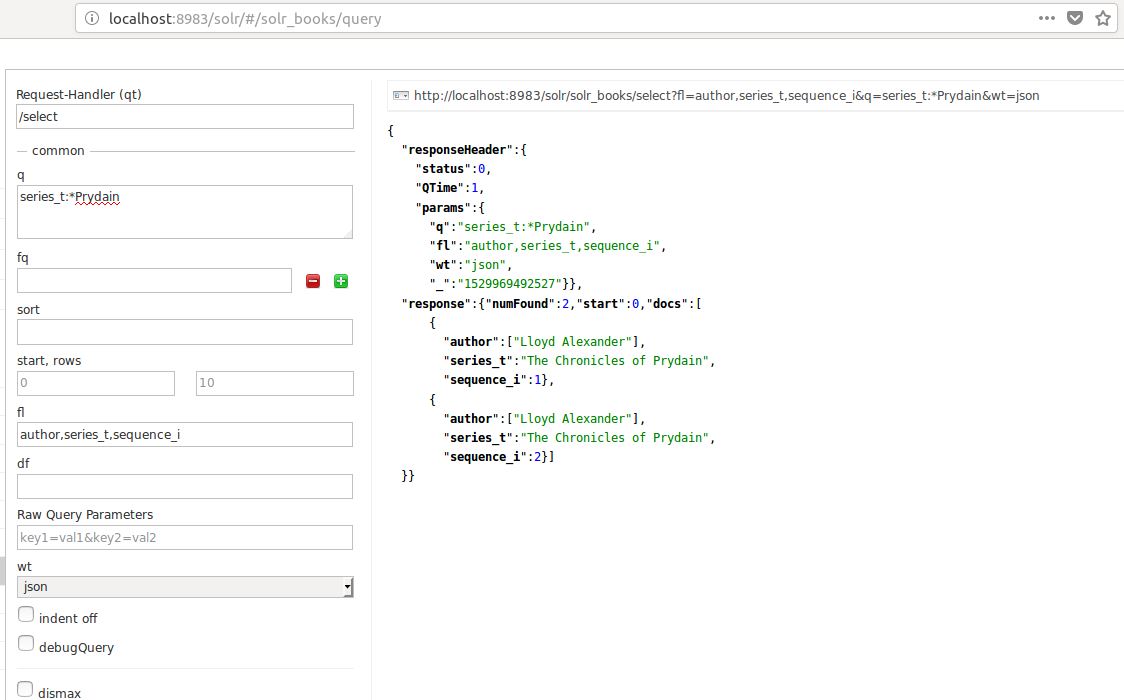 localhost:8983/solr/#/solr_books/query
Request-Handler (qt)
/select
common
q
series_t:*Prydain
fq
sort
start, rows
0 10
fl
author,series_t,sequence_i
df
Raw Query Parameters
key1=val1&key2=val2
wt
json
indent off
debugQuery
dismax
http://localhost:8983/solr/solr_books/select?fl=author,series_t,sequence_i&q=series_t:*Prydain&wt=json
{
"responseHeader":{
"status":0,
"QTime":1,
"params":{
"q":"series_t:*Prydain",
"fl":"author,series_t,sequence_i",
"wt":"json",
"_":"1529969492527"}},
"response":{"numFound":2,"start":0,"docs":[
{
"author":["Lloyd Alexander"],
"series_t":"The Chronicles of Prydain",
"sequence_i":1},
{
"author":["Lloyd Alexander"],
"series_t":"The Chronicles of Prydain",
"sequence_i":2}]
}}